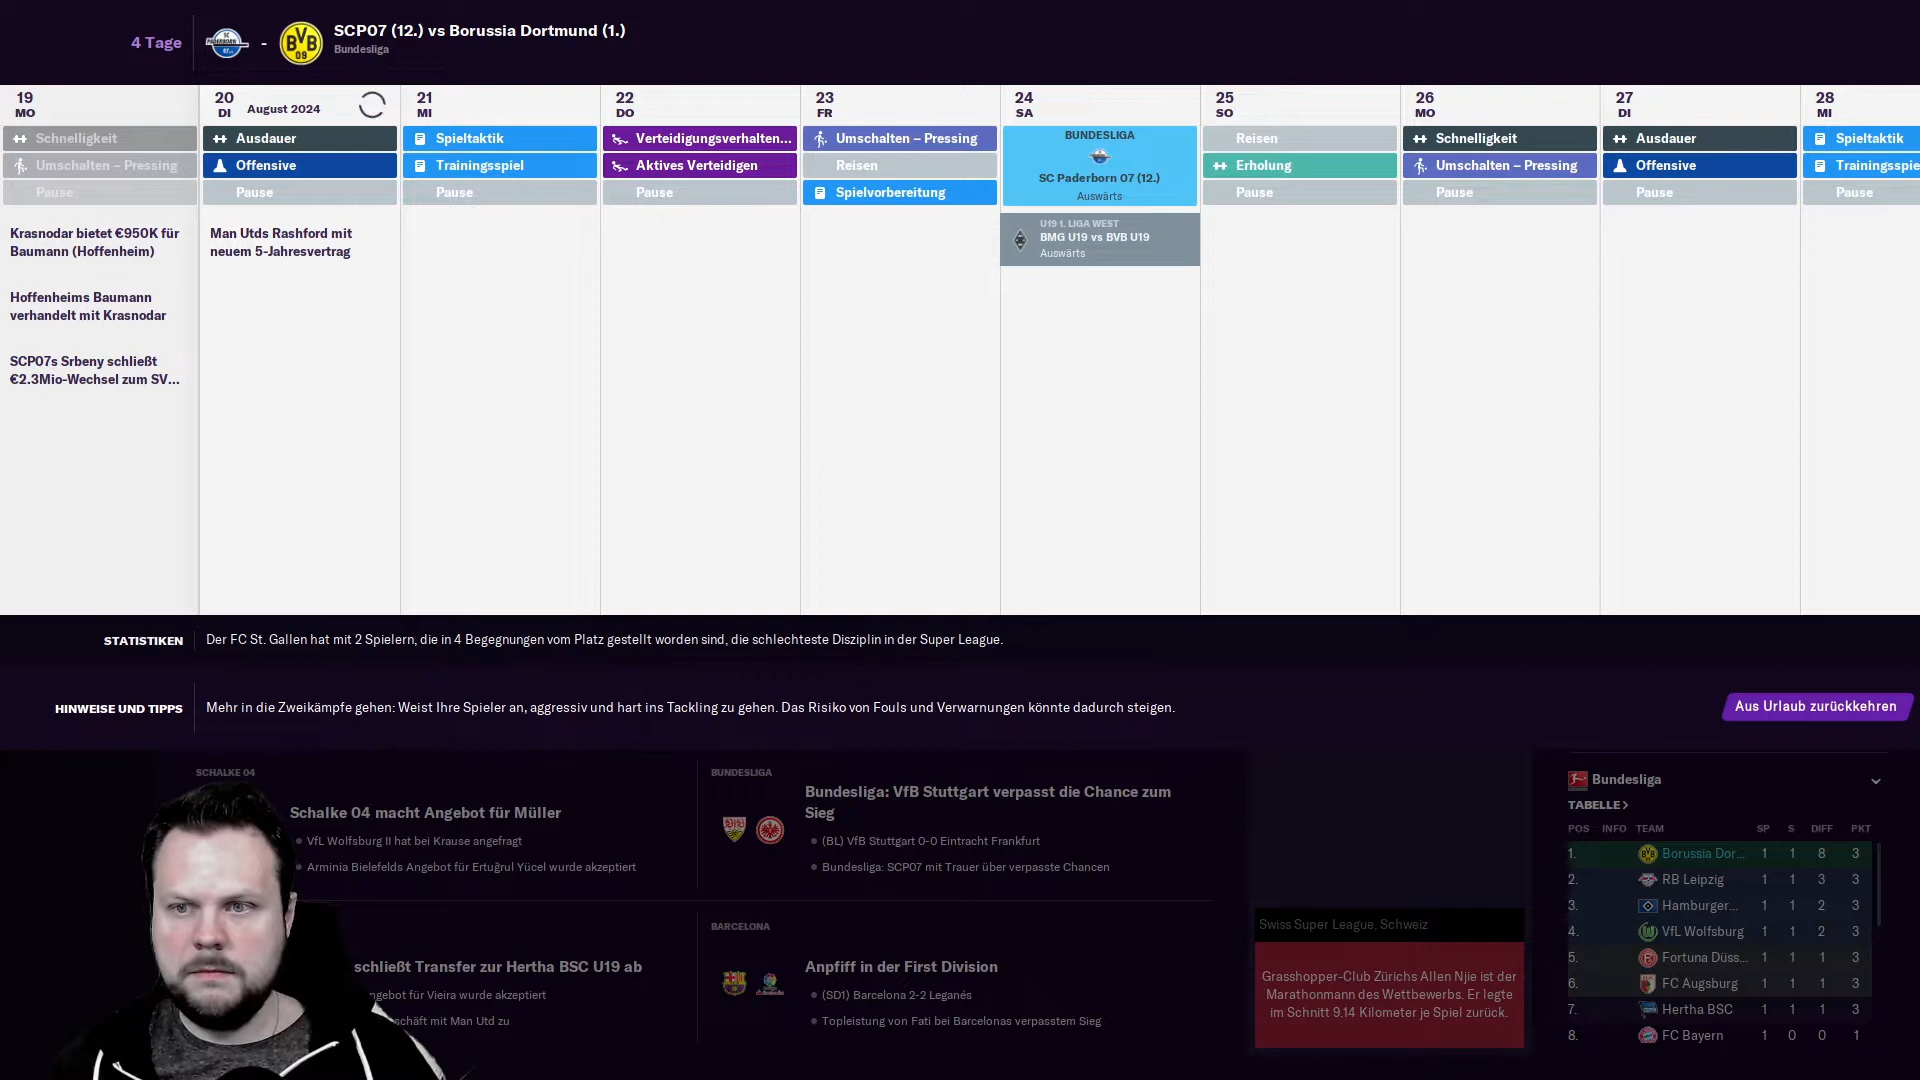 4 Tage
-
SCP07 (12.) vs Borussia Dortmund (1.)
Bundesliga
19
MO
Schnelligkeit
Umschalten – Pressing
Pause
Krasnodar bietet €950K für
Baumann (Hoffenheim)
Hoffenheims Baumann
verhandelt mit Krasnodar
SCP07s Srbeny schließt
€2.3Mio-Wechsel zum SV...
20
DI
August 2024
Ausdauer
Offensive
Pause
Man Utds Rashford mit
neuem 5-Jahresvertrag
21
MI
Spieltaktik
Trainingsspiel
Pause
22
DO
Verteidigungsverhalten...
Aktives Verteidigen
Pause
23
FR
Umschalten – Pressing
Reisen
Spielvorbereitung
24
SA
BUNDESLIGA
SC Paderborn 07 (12.)
Auswärts
U19 1. LIGA WEST
BMG U19 vs BVB U19
Auswärts
25
SO
Reisen
Erholung
Pause
26
MO
Schnelligkeit
Umschalten – Pressing
Pause
27
DI
Ausdauer
Offensive
Pause
28
MI
Spieltaktik
Trainingsspie
Pause
STATISTIKEN
Der FC St. Gallen hat mit 2 Spielern, die in 4 Begegnungen vom Platz gestellt worden sind, die schlechteste Disziplin in der Super League.
HINWEISE UND TIPPS
Mehr in die Zweikämpfe gehen: Weist Ihre Spieler an, aggressiv und hart ins Tackling zu gehen. Das Risiko von Fouls und Verwarnungen könnte dadurch steigen.
Aus Urlaub zurückkehren
SCHALKE 04
Schalke 04 macht Angebot für Müller
VfL Wolfsburg II hat bei Krause angefragt
Arminia Bielefelds Angebot für Ertuğrul Yücel wurde akzeptiert
schließt Transfer zur Hertha BSC U19 ab
ngebot für Vieira wurde akzeptiert
schäft mit Man Utd zu
BUNDESLIGA
Bundesliga: VfB Stuttgart verpasst die Chance zum
Sieg
(BL) VfB Stuttgart 0-0 Eintracht Frankfurt
Bundesliga: SCP07 mit Trauer über verpasste Chancen
BARCELONA
Anpfiff in der First Division
(SD1) Barcelona 2-2 Leganés
Topleistung von Fati bei Barcelonas verpasstem Sieg
Swiss Super League, Schweiz
Grasshopper-Club Zürichs Allen Njie ist der
Marathonmann des Wettbewerbs. Er legte
im Schnitt 9.14 Kilometer je Spiel zurück.
Bundesliga
TABELLE >
POS INFO TEAM SP S DIFF PKT
1. Borussia Dor... 1 1 8 3
2. RB Leipzig 1 1 3 3
3. Hamburger... 1 1 2 3
4. VfL Wolfsburg 1 1 2 3
5. Fortuna Düss... 1 1 1 3
6. FC Augsburg 1 1 1 3
7. Hertha BSC 1 1 1 3
8. FC Bayern 1 0 0 1